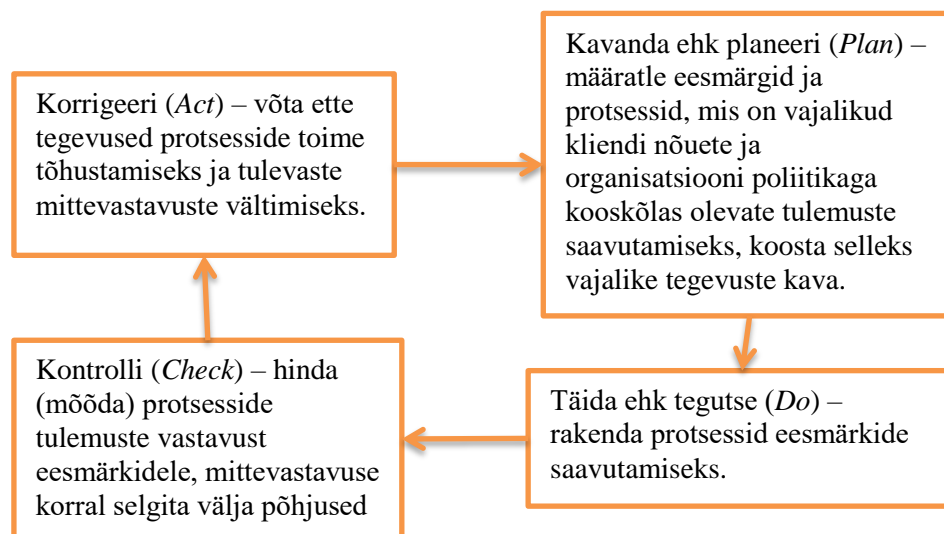 Korrigeeri (Act) – võta ette
tegevused protsesside toime
tõhustamiseks ja tulevaste
mittevastavuste vältimiseks.
Kavanda ehk planeeri (Plan) –
määratle eesmärgid ja
protsessid, mis on vajalikud
kliendi nõuete ja
organisatsiooni poliitikaga
kooskõlas olevate tulemuste
saavutamiseks, koosta selleks
vajalike tegevuste kava.
Täida ehk tegutse (Do) –
rakenda protsessid eesmärkide
saavutamiseks.
Kontrolli (Check) – hinda
(mõõda) protsesside
tulemuste vastavust
eesmärkidele, mittevastavuse
korral selgita välja põhjused